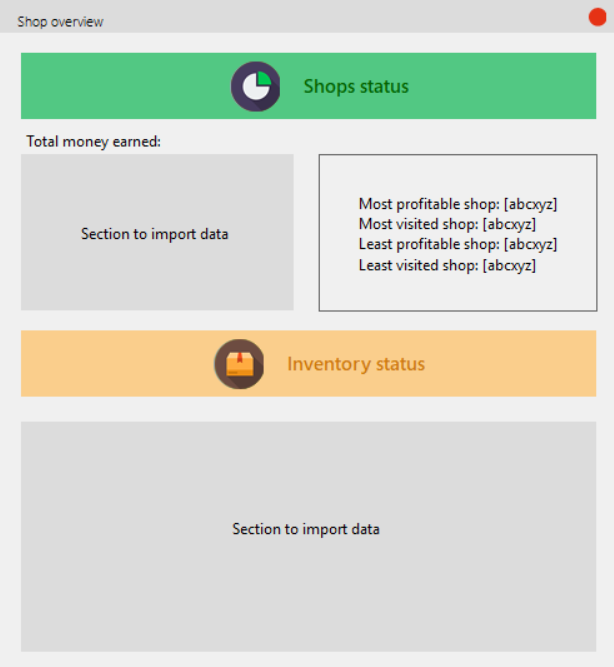 Shop overview
Shops status
Total money earned:
Section to import data
Most profitable shop: [abcxyz]
Most visited shop: [abcxyz]
Least profitable shop: [abcxyz]
Least visited shop: [abcxyz]
Inventory status
Section to import data